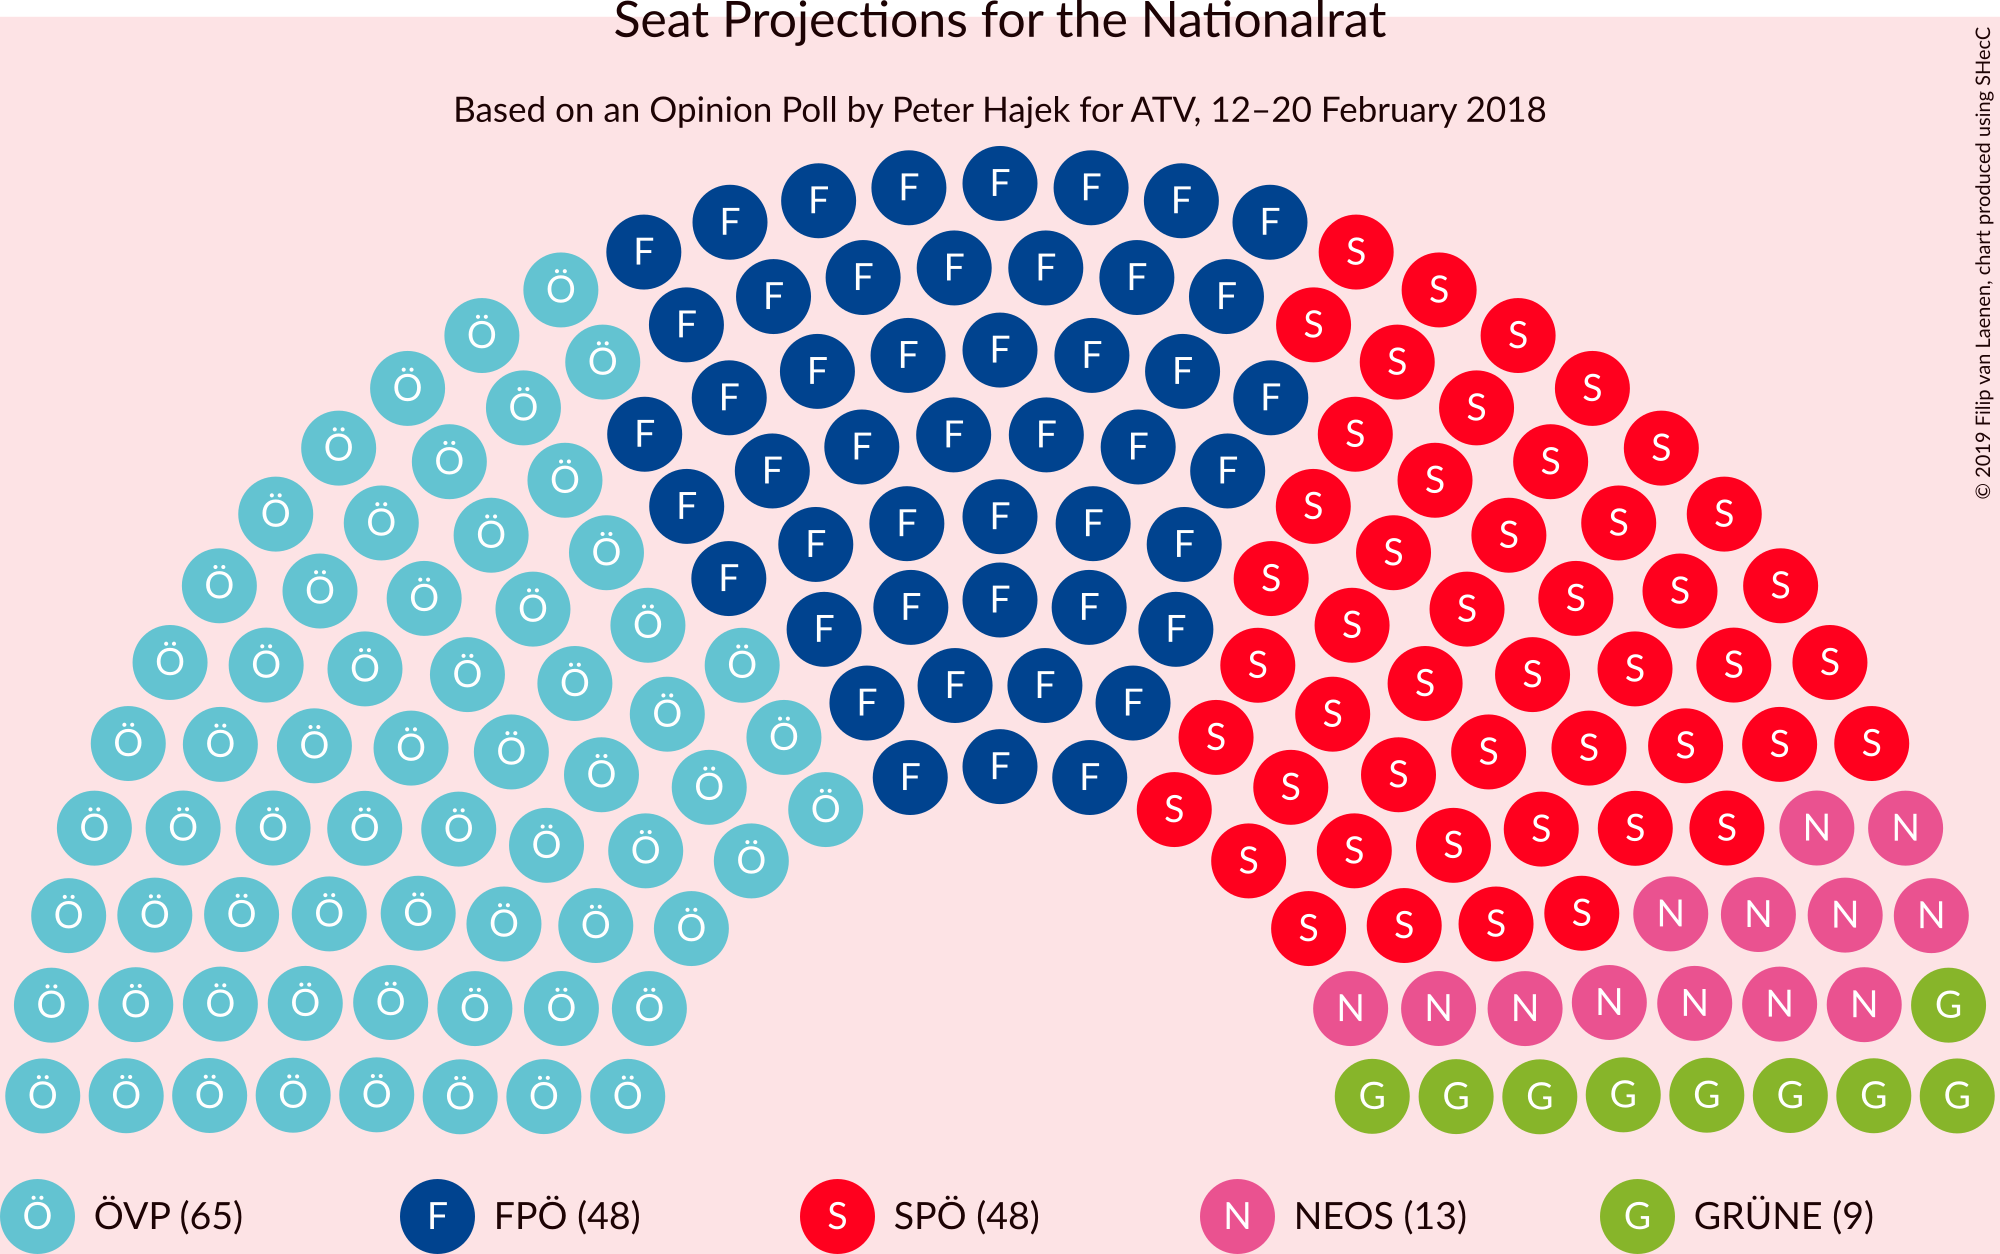 Seat Projections for the Nationalrat
Based on an Opinion Poll by Peter Hajek for ATV, 12–20 February 2018
© 2019 Filip van Laenen, chart produced using SHecC
F F F F F F F F S S
Ö F F F F F F S S
Ö Ö F F F F F F S S S
Ö Ö F F F F F F S S S
Ö Ö Ö F F F F F F S S S S
Ö Ö Ö Ö F F F F F S S S S S
Ö Ö Ö Ö Ö F F F F F S S S S S S
Ö Ö Ö Ö Ö Ö Ö F F F F S S S S S S S
Ö Ö Ö Ö Ö Ö Ö Ö F F F S S S S S S S S
Ö Ö Ö Ö Ö Ö Ö Ö S S S S S S S N N
Ö Ö Ö Ö Ö Ö Ö Ö S S S S N N N N
Ö Ö Ö Ö Ö Ö Ö Ö N N N N N N N G
Ö Ö Ö Ö Ö Ö Ö Ö G G G G G G G G
Ö ÖVP (65) F FPÖ (48) S SPÖ (48) N NEOS (13) G GRÜNE (9)